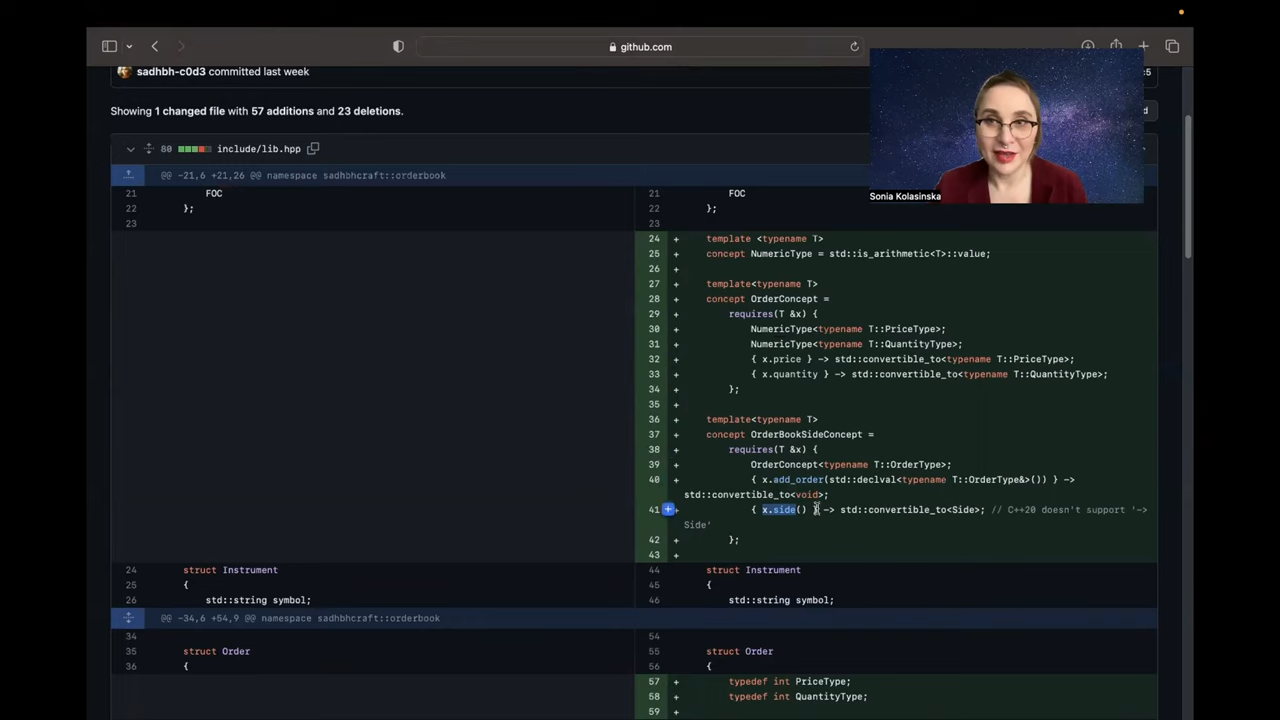 github.com
sadhbh-c0d3 committed last week
c5
Showing 1 changed file with 57 additions and 23 deletions.
d
80 include/lib.hpp
Sonia Kolasinska
@@ -21,6 +21,26 @@ namespace sadhbhcraft::orderbook
21 FOC 21 FOC
22 }; 22 };
23 23
24 + template <typename T>
25 + concept NumericType = std::is_arithmetic<T>::value;
26 +
27 + template<typename T>
28 + concept OrderConcept =
29 + requires(T &x) {
30 + NumericType<typename T::PriceType>;
31 + NumericType<typename T::QuantityType>;
32 + { x.price } -> std::convertible_to<typename T::PriceType>;
33 + { x.quantity } -> std::convertible_to<typename T::QuantityType>;
34 + };
35 +
36 + template<typename T>
37 + concept OrderBookSideConcept =
38 + requires(T &x) {
39 + OrderConcept<typename T::OrderType>;
40 + { x.add_order(std::declval<typename T::OrderType&>()) } ->
std::convertible_to<void>;
41 + { x.side() } -> std::convertible_to<Side>; // C++20 doesn't support '->
Side'
42 + };
43 +
24 struct Instrument 44 struct Instrument
25 { 45 {
26 std::string symbol; 46 std::string symbol;
@@ -34,6 +54,9 @@ namespace sadhbhcraft::orderbook
34 54
35 struct Order 55 struct Order
36 { 56 {
57 + typedef int PriceType;
58 + typedef int QuantityType;
59 +